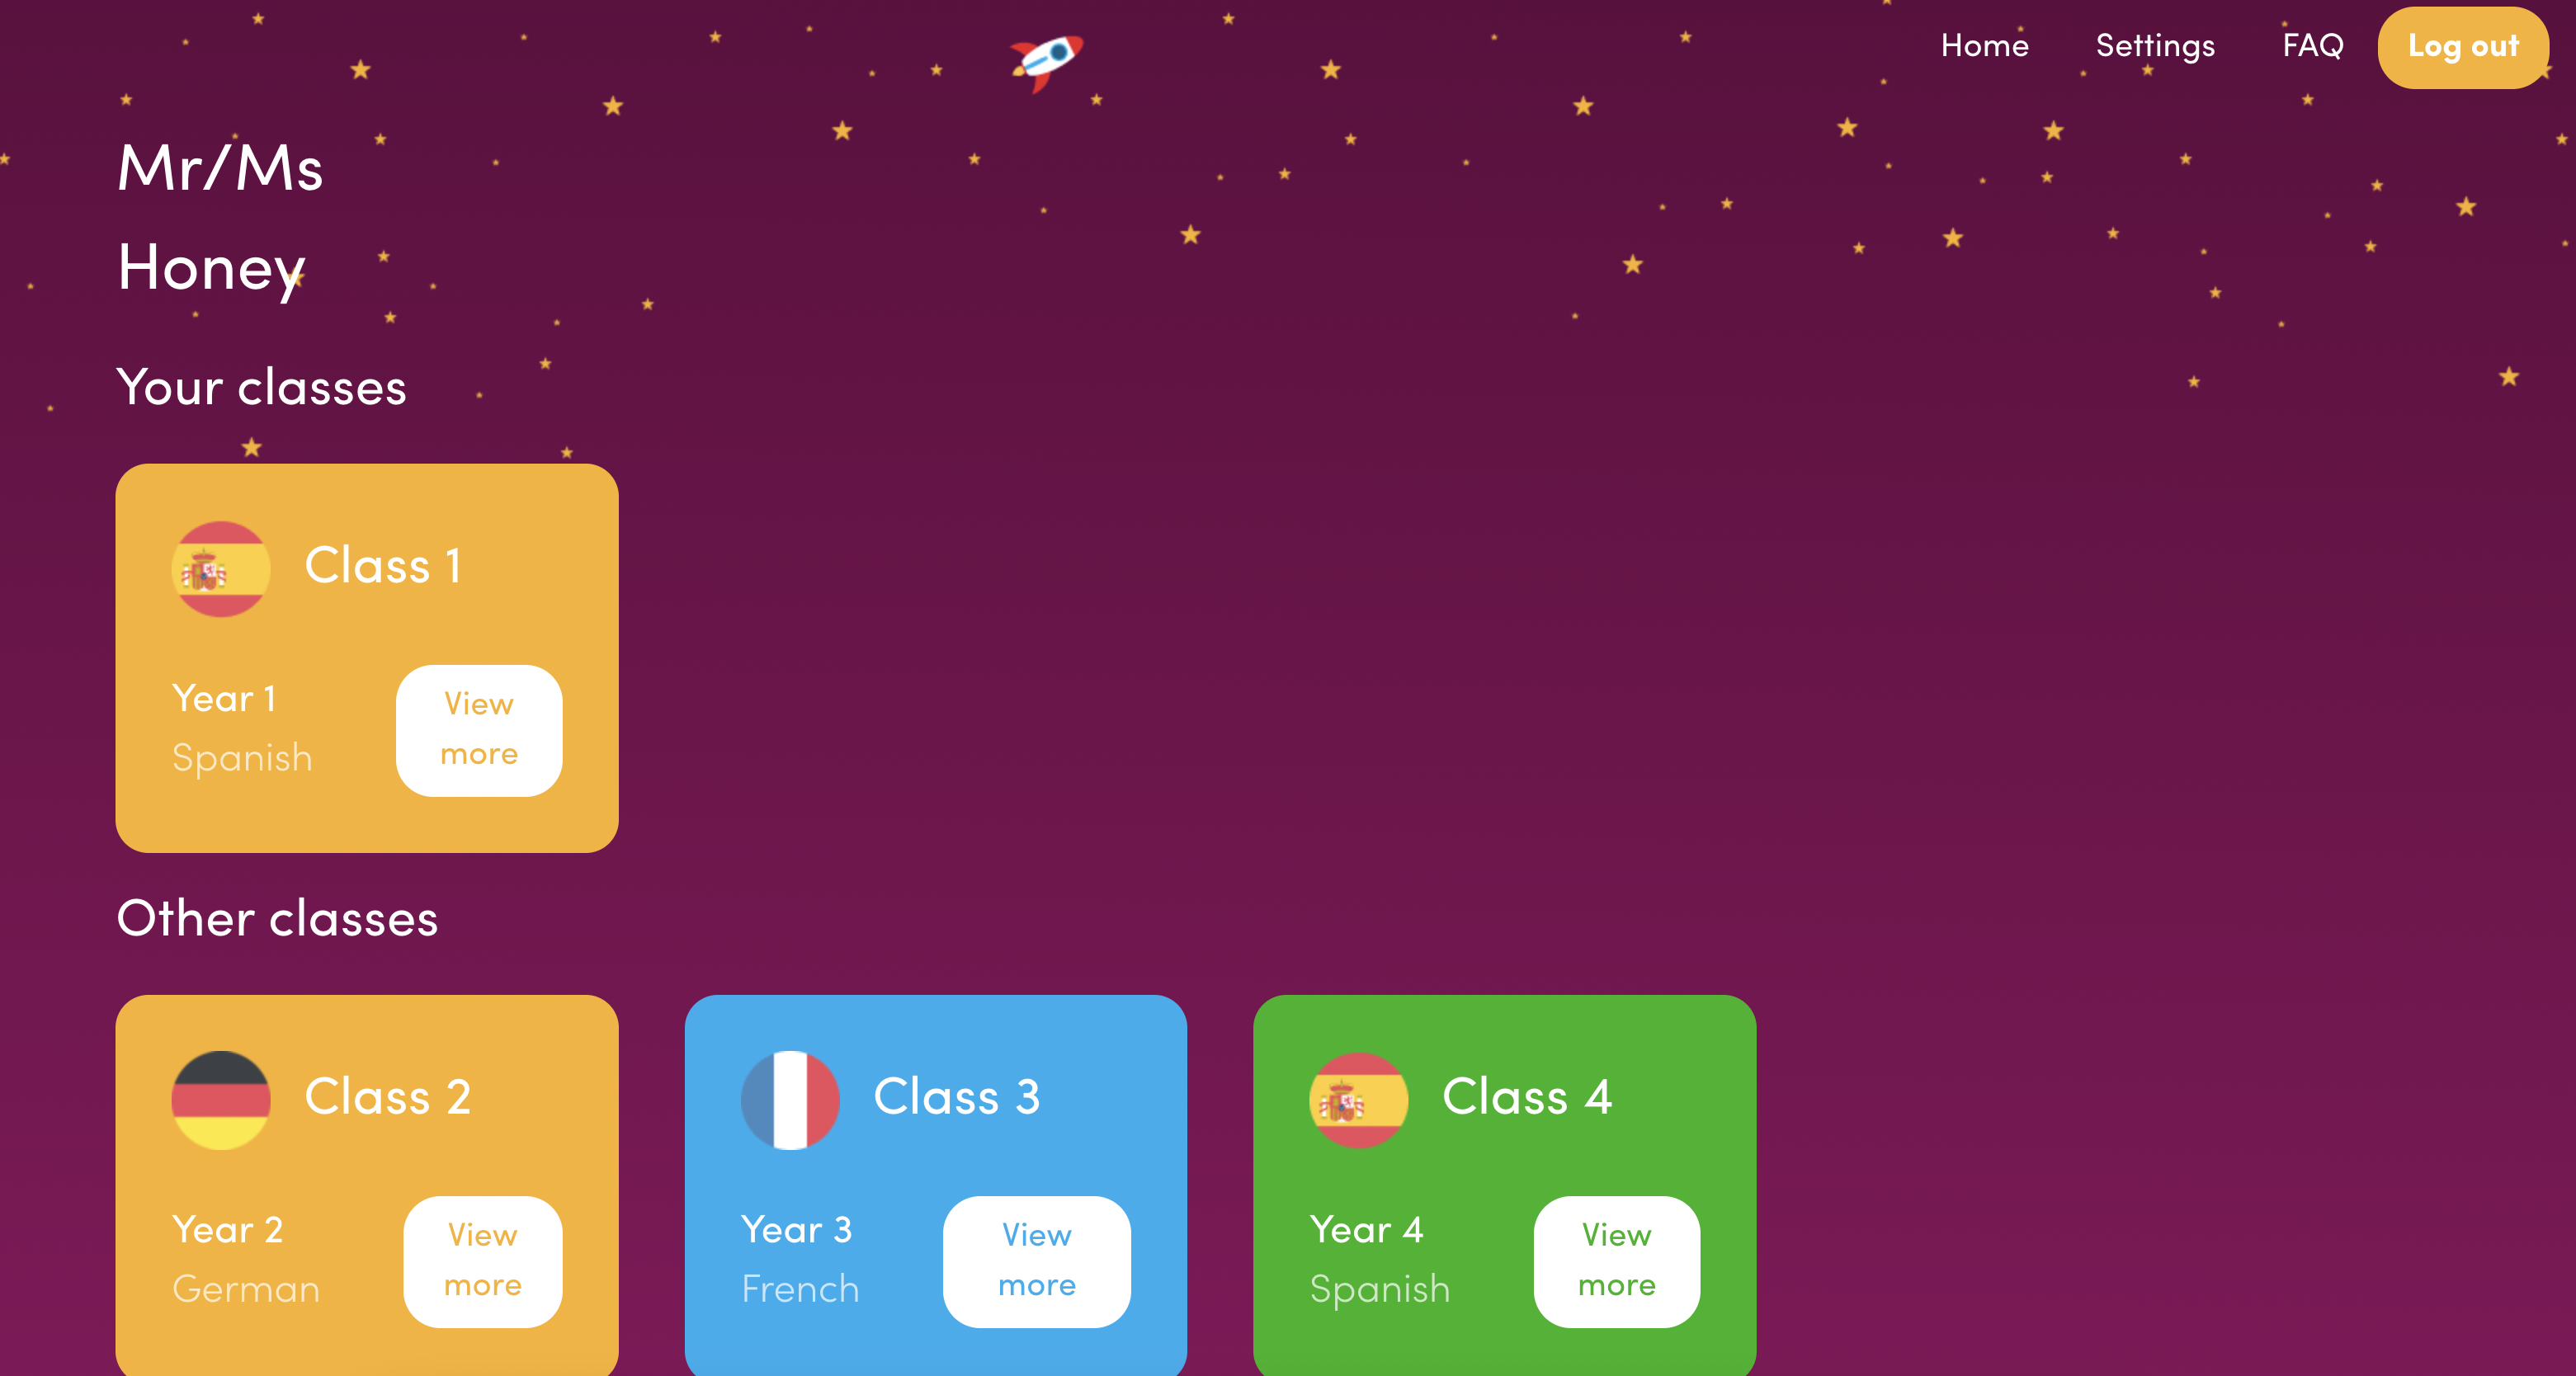 Home Settings FAQ Log out
Mr/Ms
Honey
Your classes
Class 1
Year 1
Spanish
View
more
Other classes
Class 2
Year 2
German
View
more
Class 3
Year 3
French
View
more
Class 4
Year 4
Spanish
View
more